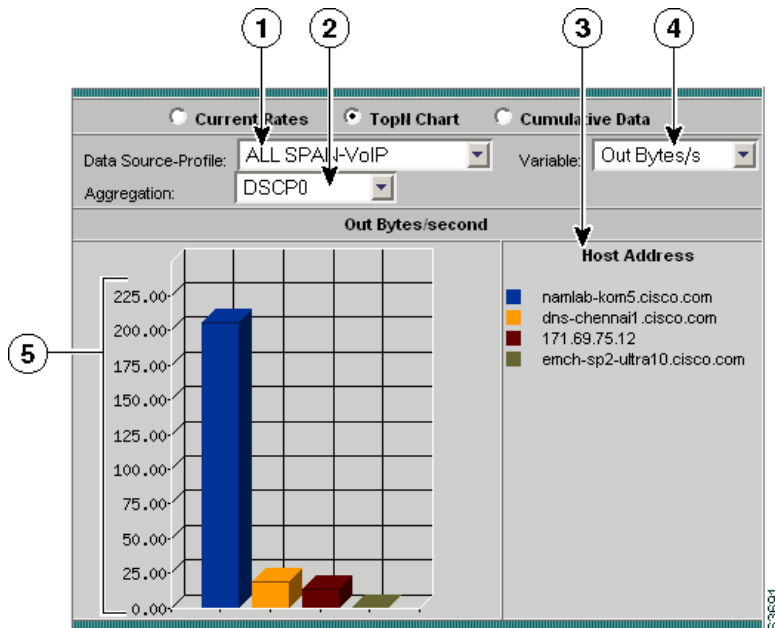 1 2 3 4
Current Rates TopN Chart Cumulative Data
Data Source-Profile: ALL SPAN-VoIP Variable: Out Bytes/s
Aggregation: DSCP0
Out Bytes/second
Host Address
225.00
200.00
175.00
150.00
125.00
100.00
75.00
50.00
25.00
0.00
namlab-kom5.cisco.com
dns-chennai1.cisco.com
171.69.75.12
emch-sp2-ultra10.cisco.com
5